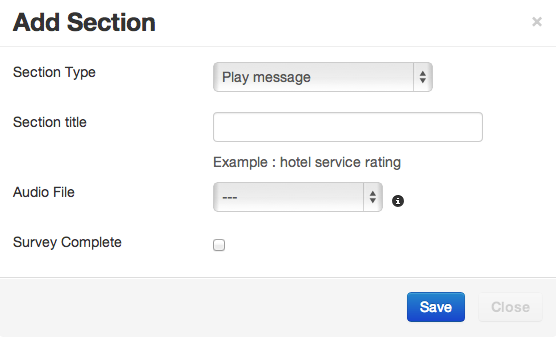 Add Section
×
Section Type
Play message
Section title
Example : hotel service rating
Audio File
---
Survey Complete
Save
Close